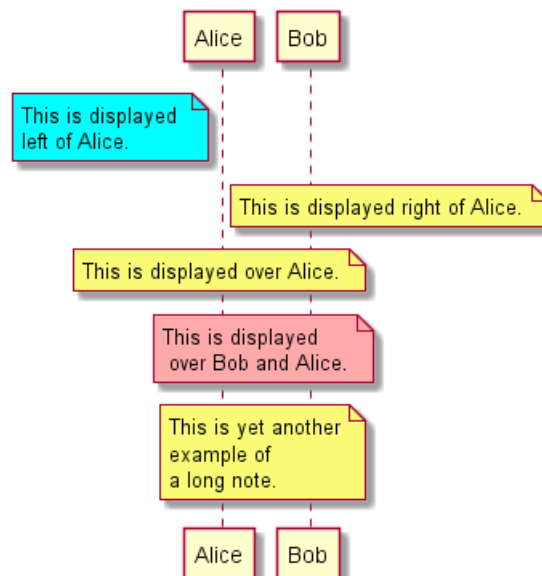 Alice
Bob
This is displayed
left of Alice.
This is displayed right of Alice.
This is displayed over Alice.
This is displayed
over Bob and Alice.
This is yet another
example of
a long note.
Alice
Bob